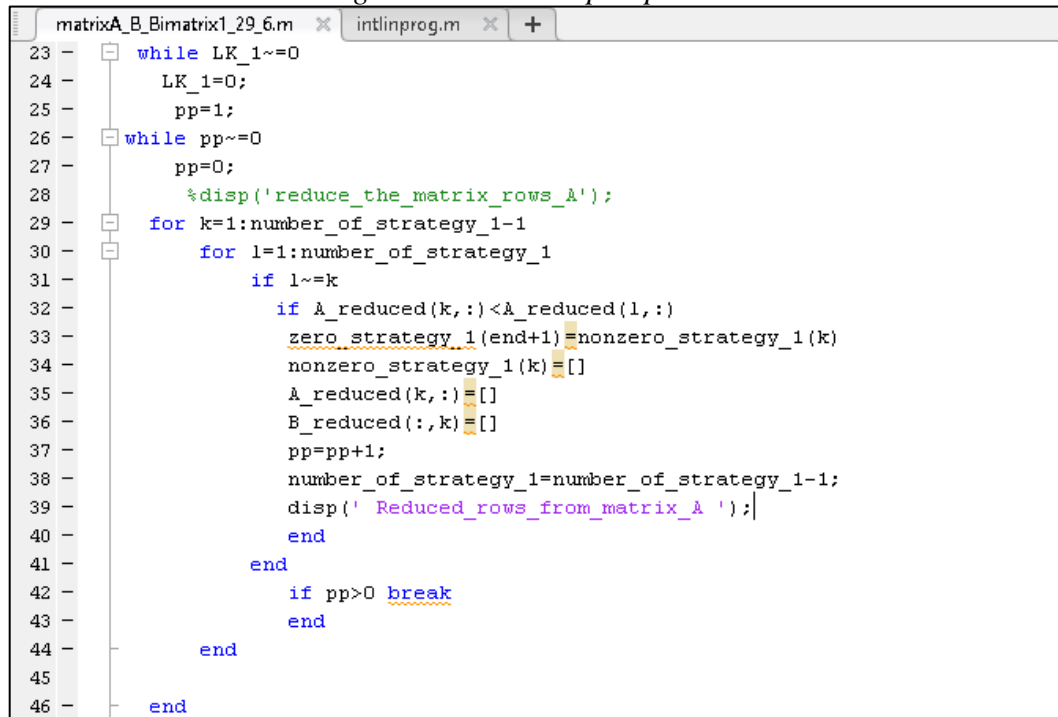 matrixA_B_Bimatrix1_29_6.m × intlinprog.m × +
23 - while LK_1~=0
24 - LK_1=0;
25 - pp=1;
26 - while pp~=0
27 - pp=0;
28 %disp('reduce_the_matrix_rows_A');
29 - for k=1:number_of_strategy_1-1
30 - for l=1:number_of_strategy_1
31 - if l~=k
32 - if A_reduced(k,:)<A_reduced(l,:)
33 - zero_strategy_1(end+1)=nonzero_strategy_1(k)
34 - nonzero_strategy_1(k)=[]
35 - A_reduced(k,:)=[]
36 - B_reduced(:,k)=[]
37 - pp=pp+1;
38 - number_of_strategy_1=number_of_strategy_1-1;
39 - disp(' Reduced_rows_from_matrix_A ');
40 - end
41 - end
42 - if pp>0 break
43 - end
44 - end
45
46 - end